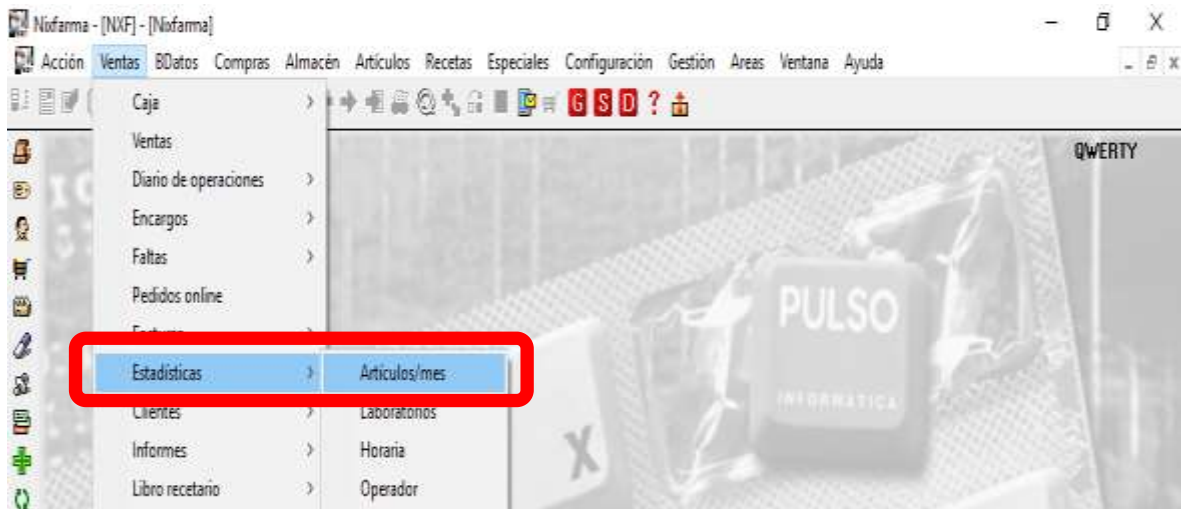 Nixfarma - [NXF] - [Nixfarma]
Acción Ventas BDatos Compras Almacén Artículos Recetas Especiales Configuración Gestión Areas Ventana Ayuda
G S D ?
Caja
Ventas
QWERTY
Diario de operaciones
Encargos
Faltas
Pedidos online
PULSO
INFORMATICA
Facturas
Estadísticas Artículos/mes
Clientes Laboratorios
Informes Horaria
X
Libro recetario Operador